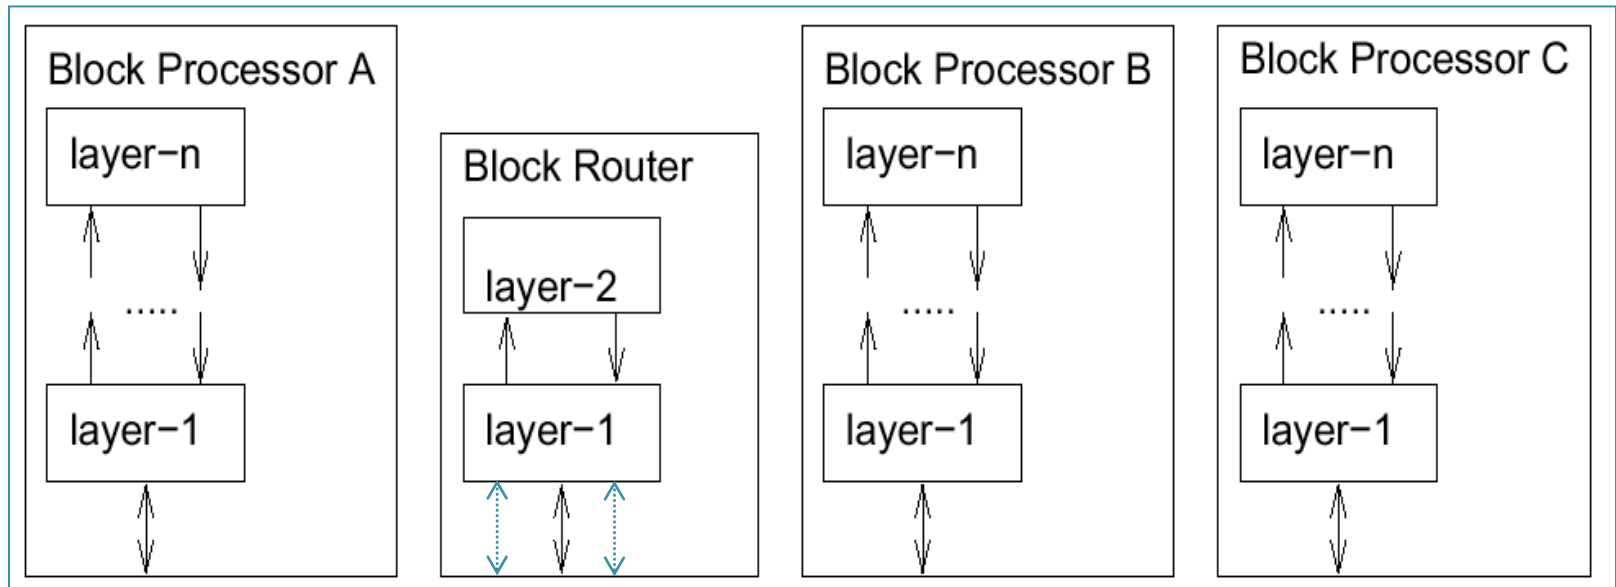 Block Processor A
layer−n
.....
layer−1
Block Router
layer−2
layer−1
Block Processor B
layer−n
.....
layer−1
Block Processor C
layer−n
.....
layer−1